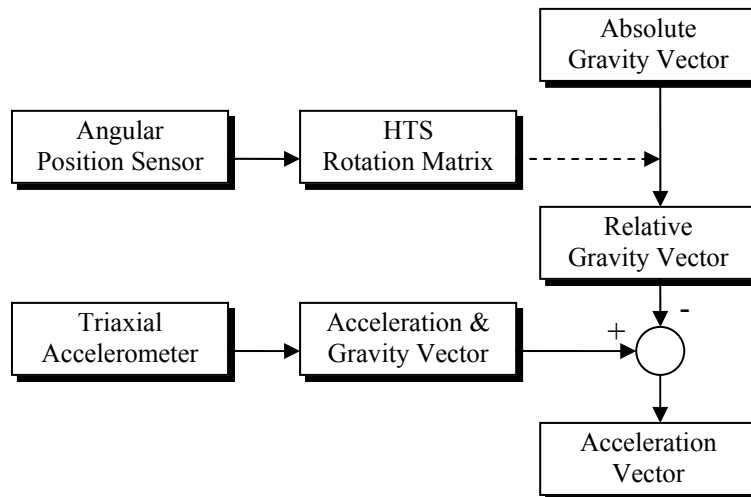 Absolute
Gravity Vector
Angular
Position Sensor
HTS
Rotation Matrix
Relative
Gravity Vector
Triaxial
Accelerometer
Acceleration &
Gravity Vector
+
-
Acceleration
Vector